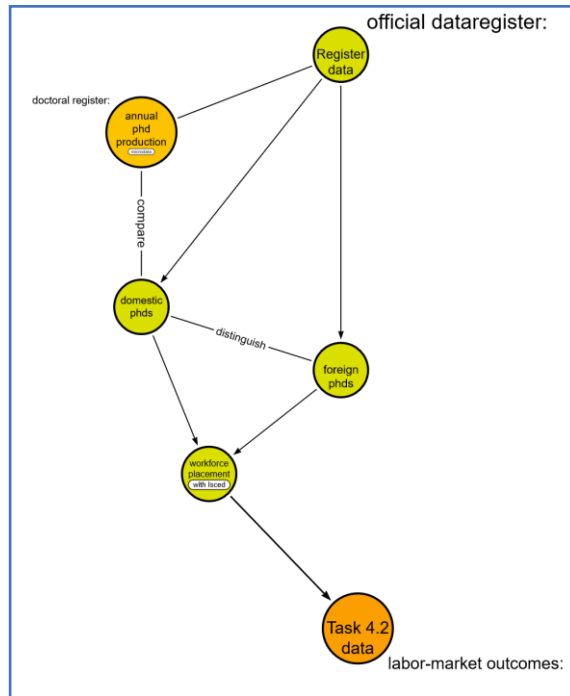 official dataregister:
Register
data
doctoral register:
annual
phd
production
microdata
compare
domestic
phds
distinguish
foreign
phds
workforce
placement
with Isced
Task 4.2
data
labor-market outcomes: